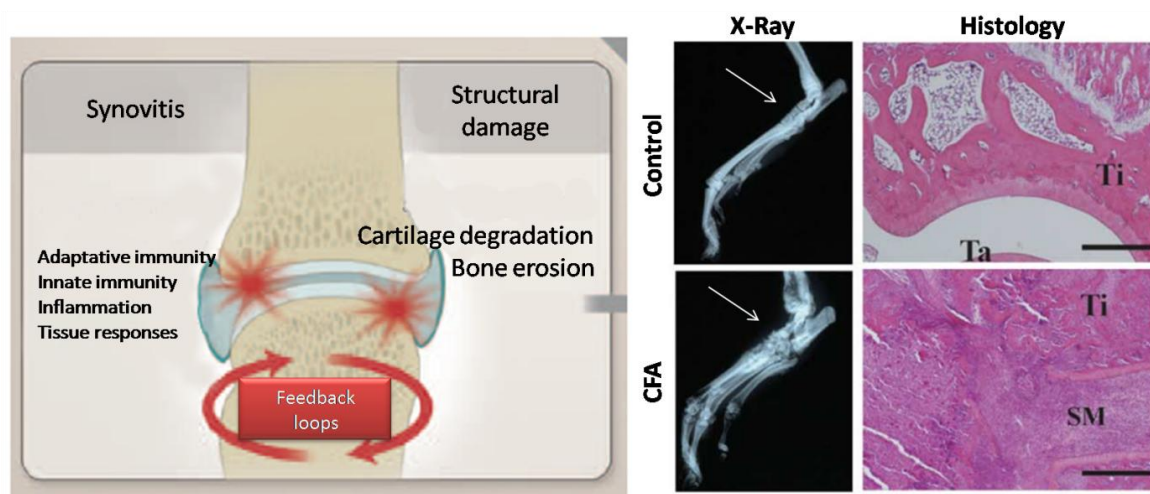 Synovitis
Structural
damage
Adaptative immunity
Innate immunity
Inflammation
Tissue responses
Cartilage degradation
Bone erosion
Feedback
loops
X-Ray
Histology
Control
Ti
Ta
CFA
Ti
SM